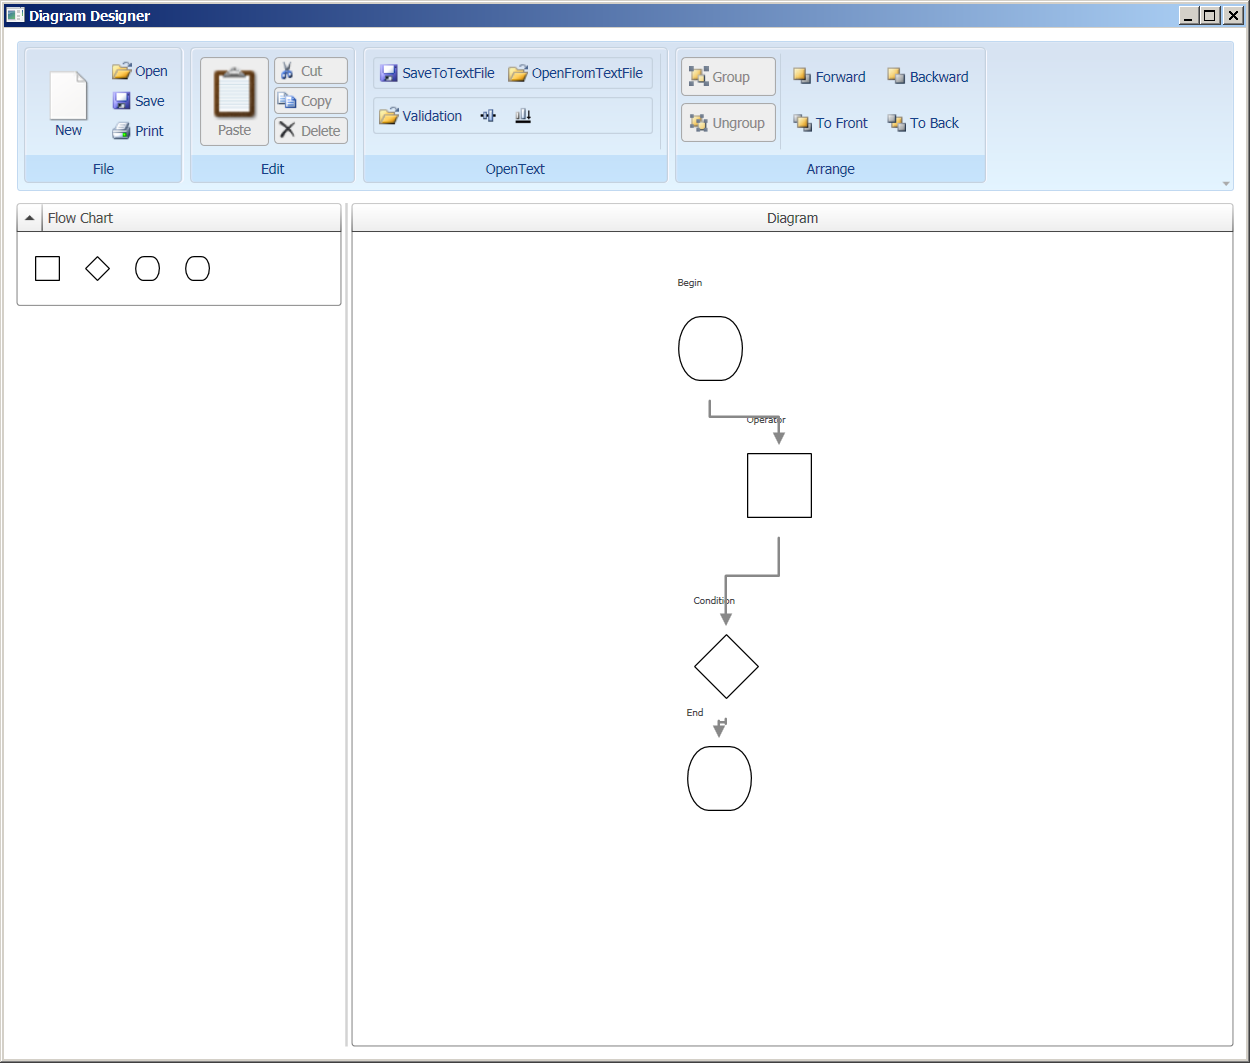 Diagram Designer
New
Open
Save
Print
File
Paste
Cut
Copy
Delete
Edit
SaveToTextFile OpenFromTextFile
Validation
OpenText
Group
Ungroup
Forward Backward
To Front To Back
Arrange
Flow Chart
Diagram
Begin
Operator
Condition
End